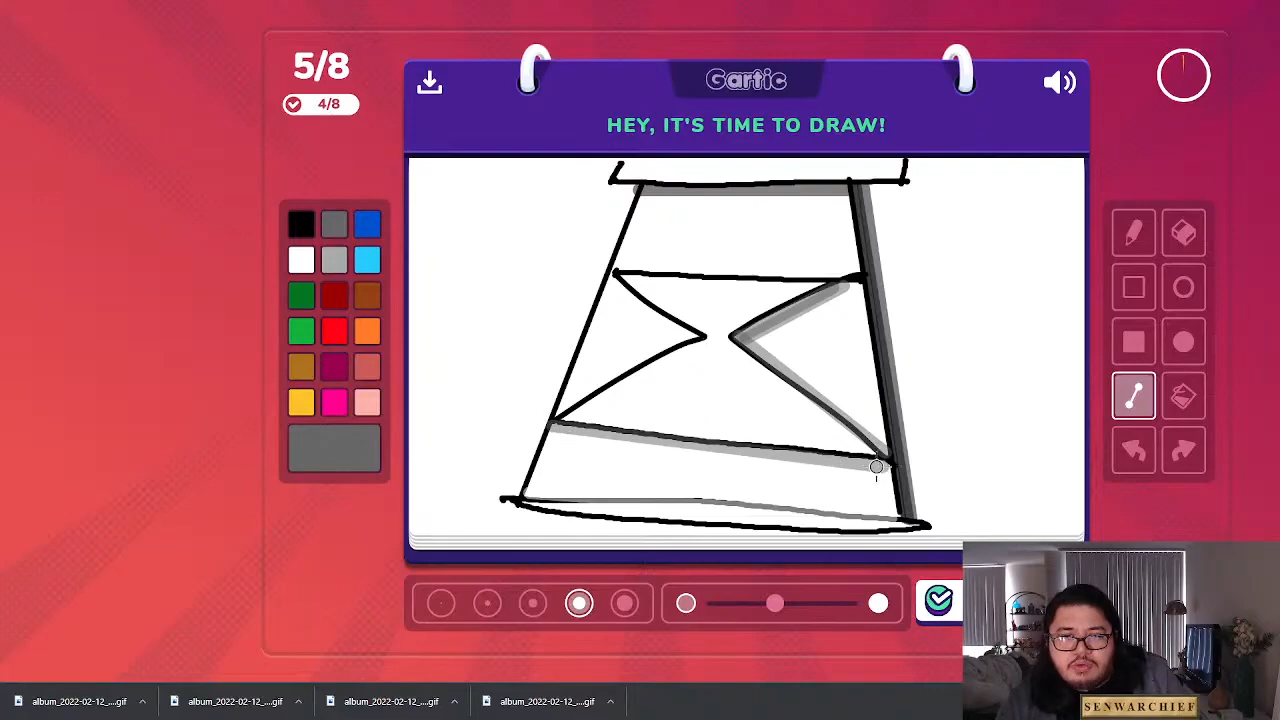 5/8
4/8
Gartic
HEY, IT'S TIME TO DRAW!
SENWARCHIEF
album_2022-02-12_....gif
album_2022-02-12_....gif
album_2022-02-12_....gif
album_2022-02-12_....gif